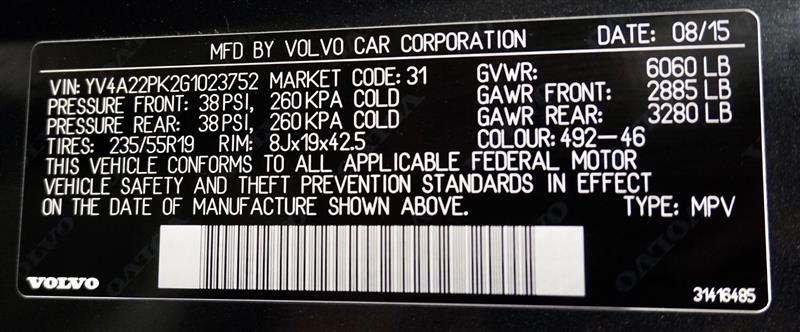 MFD BY VOLVO CAR CORPORATION DATE: 08/15
VIN: YV4A22PK2G1023752 MARKET CODE: 31 GVWR: 6060 LB
PRESSURE FRONT: 38 PSI, 260 KPA COLD GAWR FRONT: 2885 LB
PRESSURE REAR: 38 PSI, 260 KPA COLD GAWR REAR: 3280 LB
TIRES: 235/55R19 RIM: 8Jx19x42.5 COLOUR: 492-46
THIS VEHICLE CONFORMS TO ALL APPLICABLE FEDERAL MOTOR
VEHICLE SAFETY AND THEFT PREVENTION STANDARDS IN EFFECT
ON THE DATE OF MANUFACTURE SHOWN ABOVE. TYPE: MPV
VOLVO 31416485